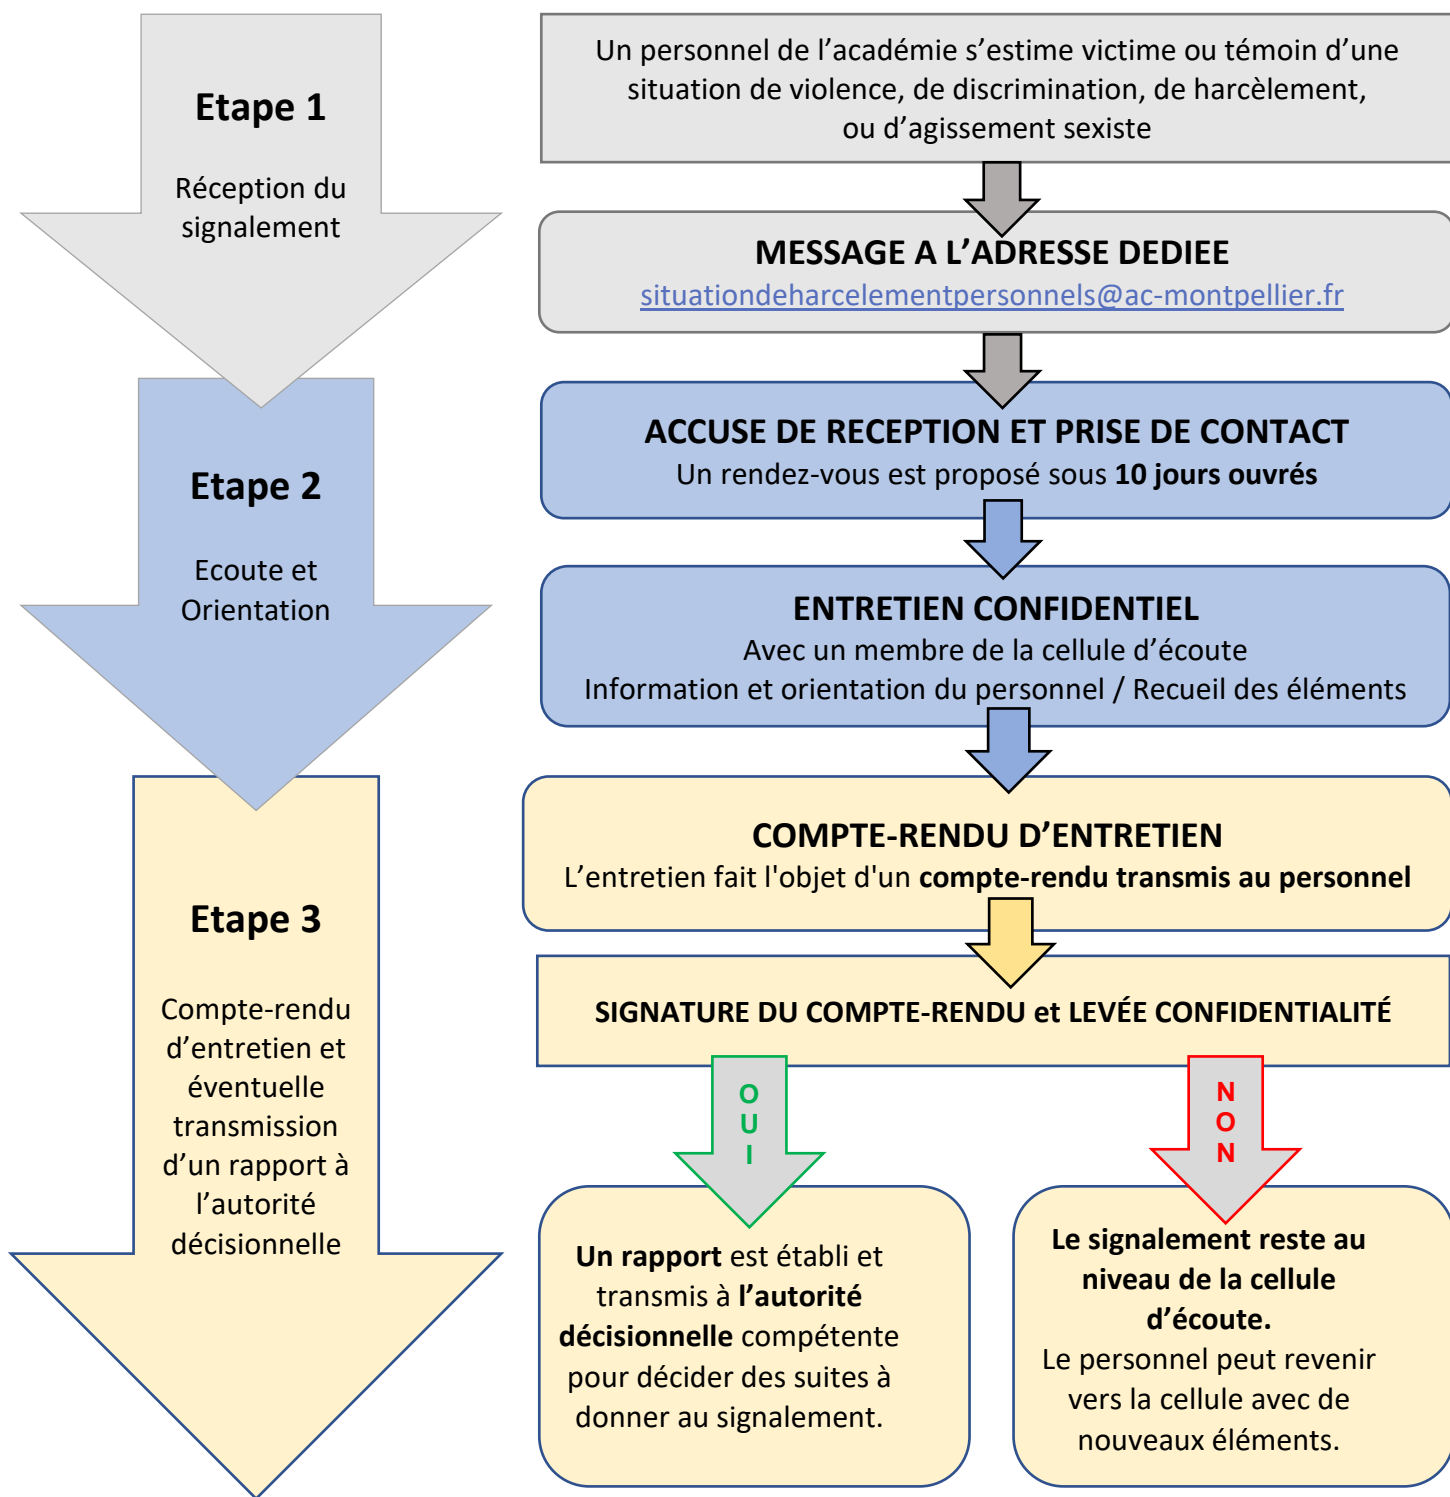 Etape 1
Réception du
signalement
Un personnel de l’académie s’estime victime ou témoin d’une
situation de violence, de discrimination, de harcèlement,
ou d’agissement sexiste
MESSAGE A L’ADRESSE DEDIEE
situationdeharcelementpersonnels@ac-montpellier.fr
Etape 2
Ecoute et
Orientation
ACCUSE DE RECEPTION ET PRISE DE CONTACT
Un rendez-vous est proposé sous 10 jours ouvrés
ENTRETIEN CONFIDENTIEL
Avec un membre de la cellule d’écoute
Information et orientation du personnel / Recueil des éléments
Etape 3
Compte-rendu
d’entretien et
éventuelle
transmission
d’un rapport à
l’autorité
décisionnelle
COMPTE-RENDU D’ENTRETIEN
L’entretien fait l'objet d'un compte-rendu transmis au personnel
SIGNATURE DU COMPTE-RENDU et LEVÉE CONFIDENTIALITÉ
O
U
I
N
O
N
Un rapport est établi et
transmis à l’autorité
décisionnelle compétente
pour décider des suites à
donner au signalement.
Le signalement reste au
niveau de la cellule
d’écoute.
Le personnel peut revenir
vers la cellule avec de
nouveaux éléments.